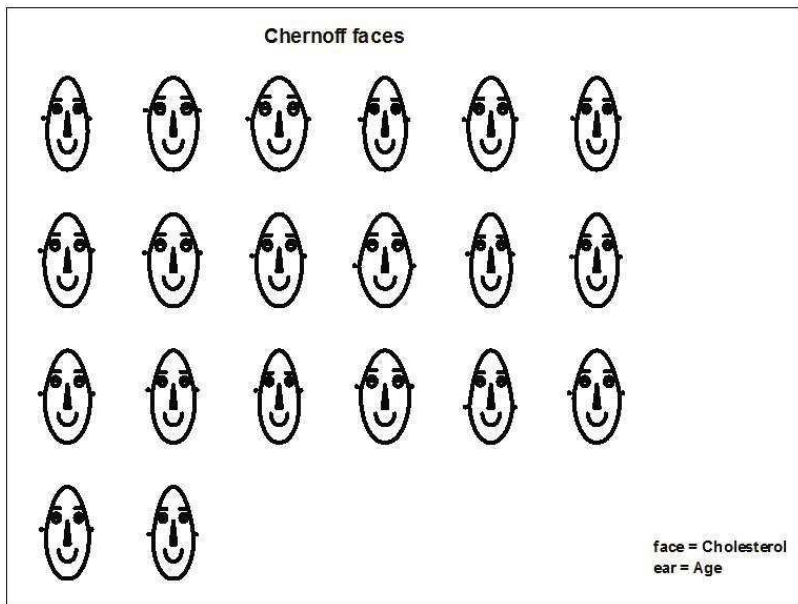 Chernoff faces
face = Cholesterol
ear = Age